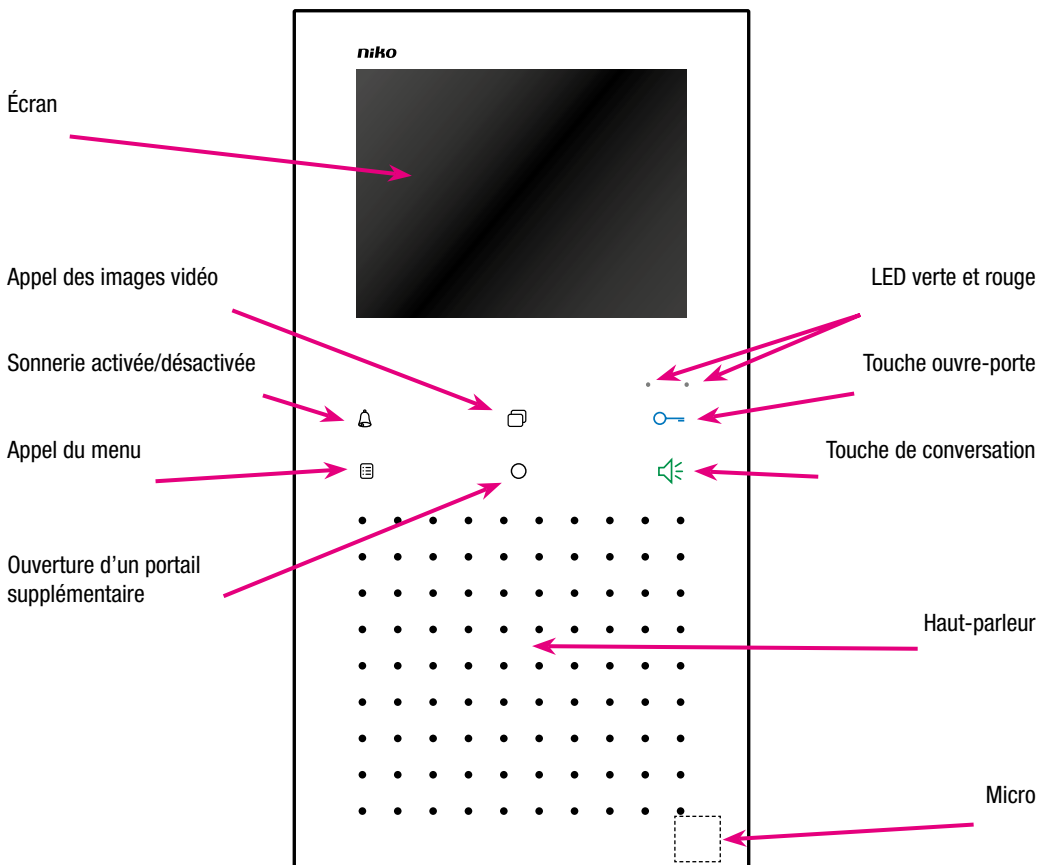 niko
Écran
Appel des images vidéo
LED verte et rouge
Sonnerie activée/désactivée
Touche ouvre-porte
Appel du menu
Touche de conversation
Ouverture d’un portail
supplémentaire
Haut-parleur
Micro